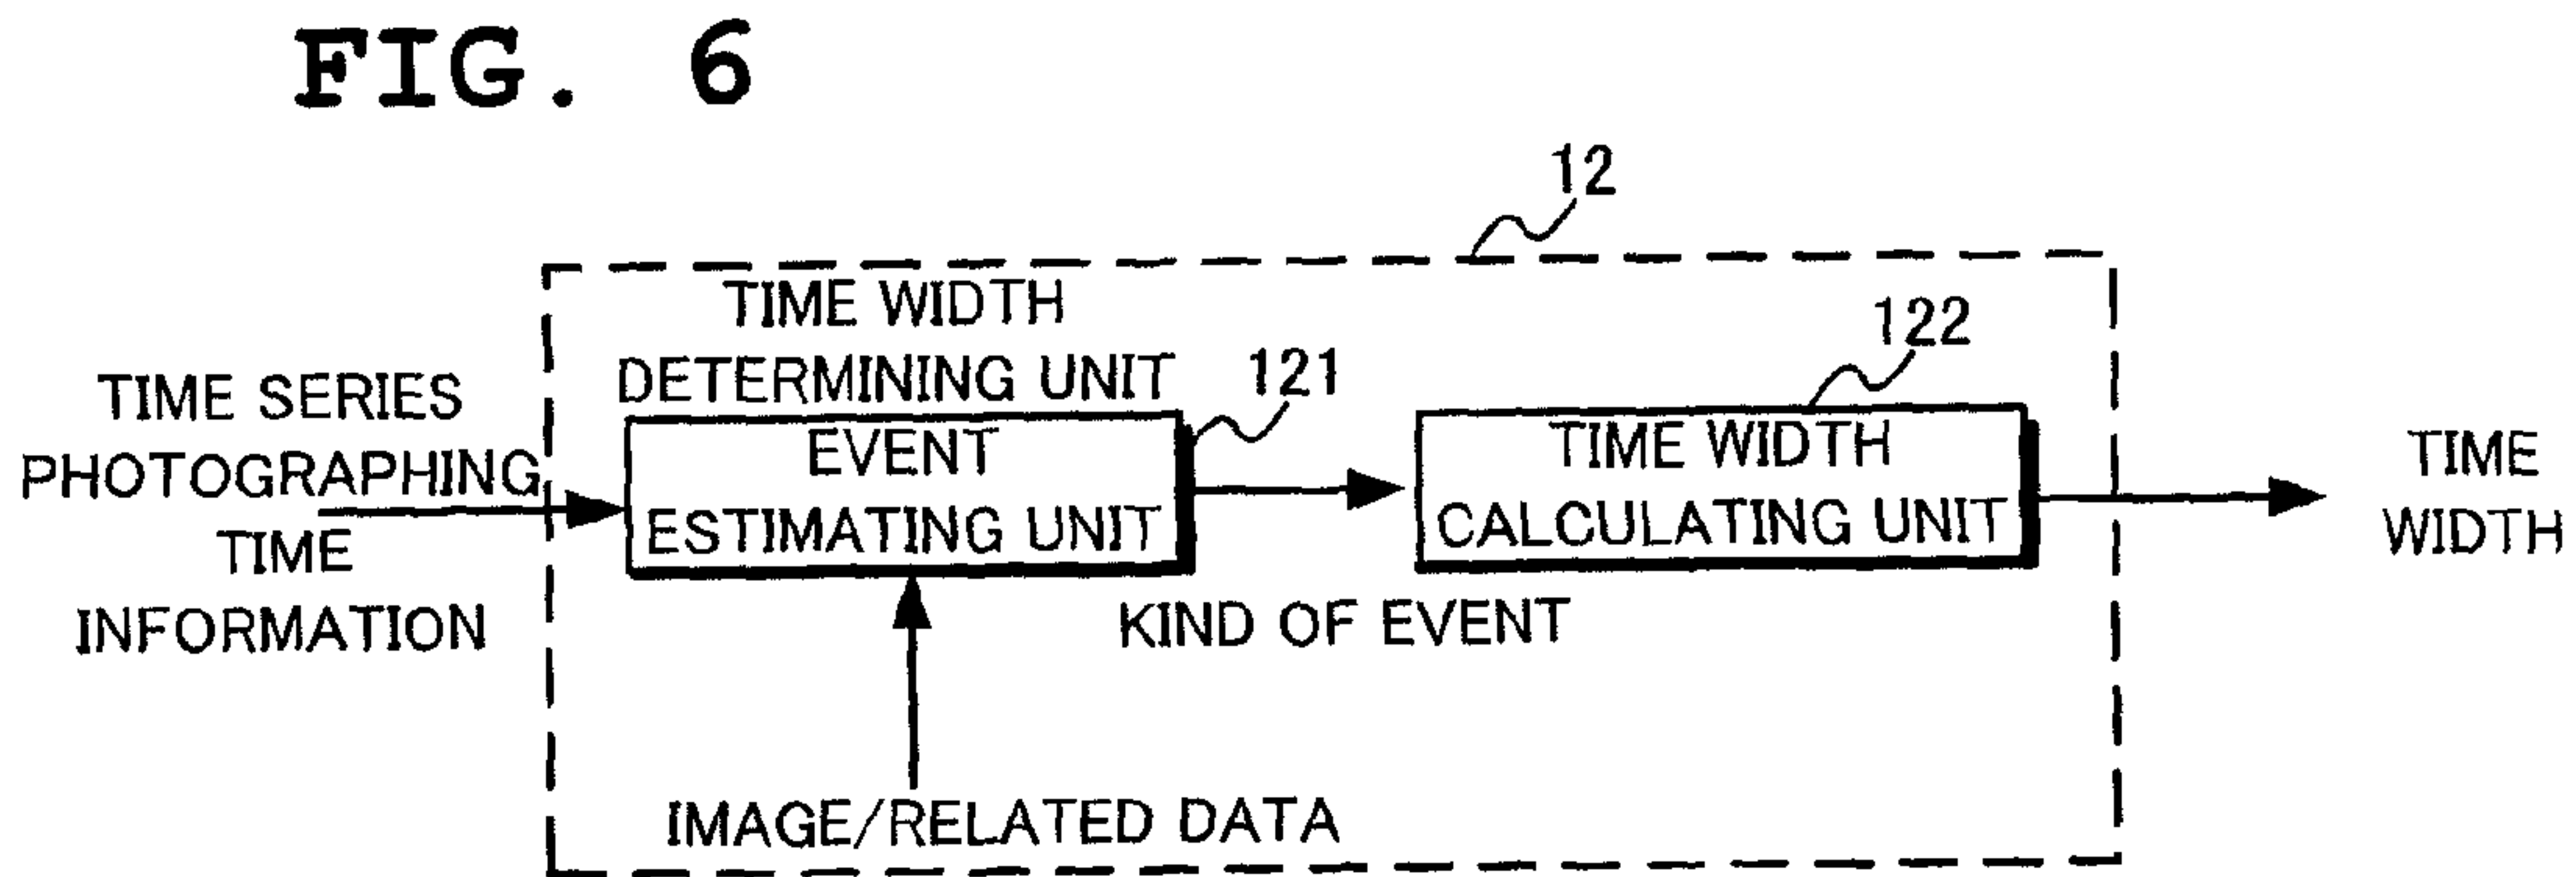 FIG. 6
12
TIME WIDTH
DETERMINING UNIT
121
122
TIME SERIES
PHOTOGRAPHING
TIME
INFORMATION
EVENT
ESTIMATING UNIT
TIME WIDTH
CALCULATING UNIT
TIME
WIDTH
KIND OF EVENT
IMAGE/RELATED DATA